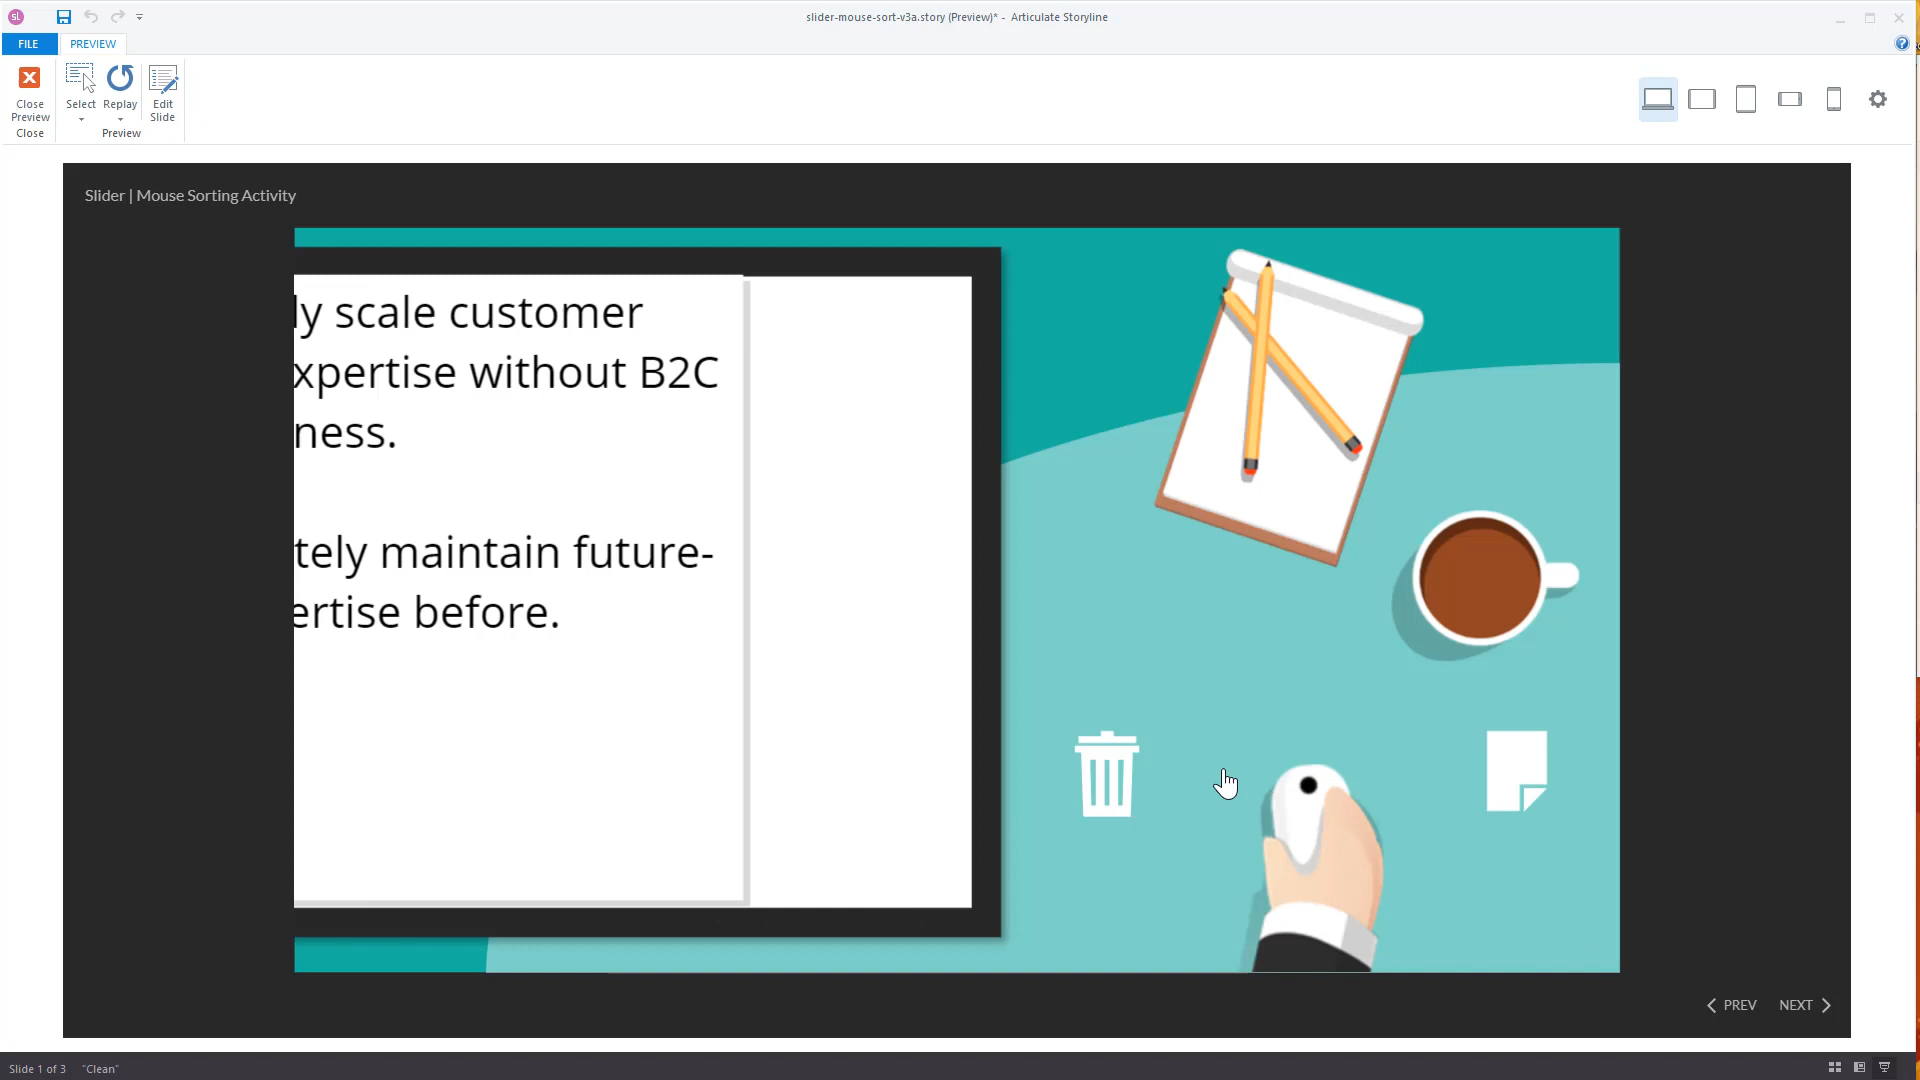 slider-mouse-sort-v3a.story (Preview)* - Articulate Storyline
FILE
PREVIEW
Close
Preview
Select
Replay
Edit
Slide
Close
Preview
Slider | Mouse Sorting Activity
ly scale customer
xpertise without B2C
ness.
tely maintain future-
ertise before.
PREV
NEXT
Slide 1 of 3
"Clean"